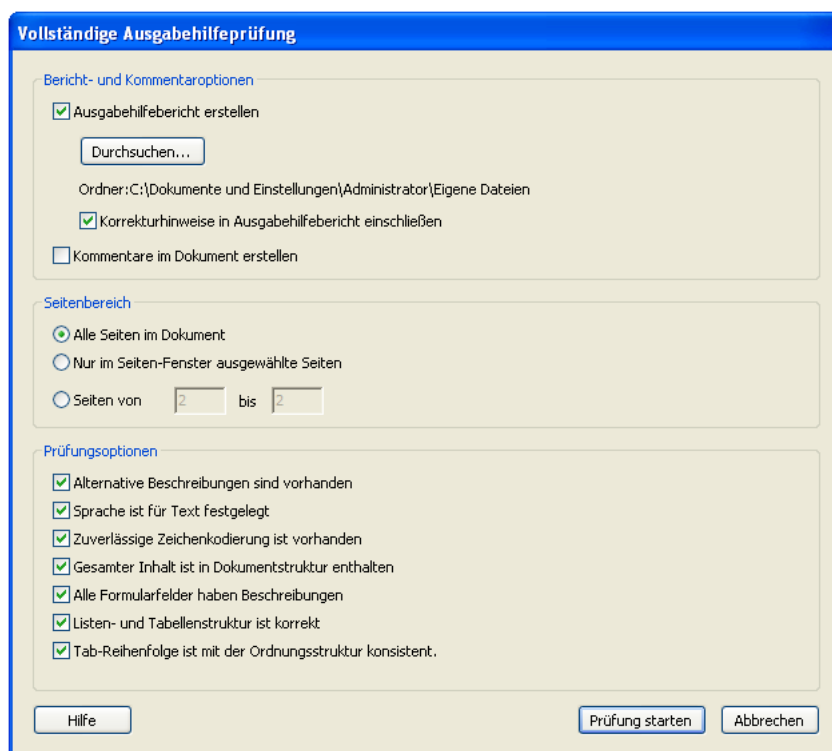 Vollständige Ausgabehilfeprüfung
Bericht- und Kommentaroptionen
Ausgabehilfebericht erstellen
Durchsuchen...
Ordner:C:\Dokumente und Einstellungen\Administrator\Eigene Dateien
Korrekturhinweise in Ausgabehilfebericht einschließen
Kommentare im Dokument erstellen
Seitenbereich
Alle Seiten im Dokument
Nur im Seiten-Fenster ausgewählte Seiten
Seiten von 2 bis 2
Prüfungsoptionen
Alternative Beschreibungen sind vorhanden
Sprache ist für Text festgelegt
Zuverlässige Zeichenkodierung ist vorhanden
Gesamter Inhalt ist in Dokumentstruktur enthalten
Alle Formularfelder haben Beschreibungen
Listen- und Tabellenstruktur ist korrekt
Tab-Reihenfolge ist mit der Ordnungsstruktur konsistent.
Hilfe Prüfung starten Abbrechen